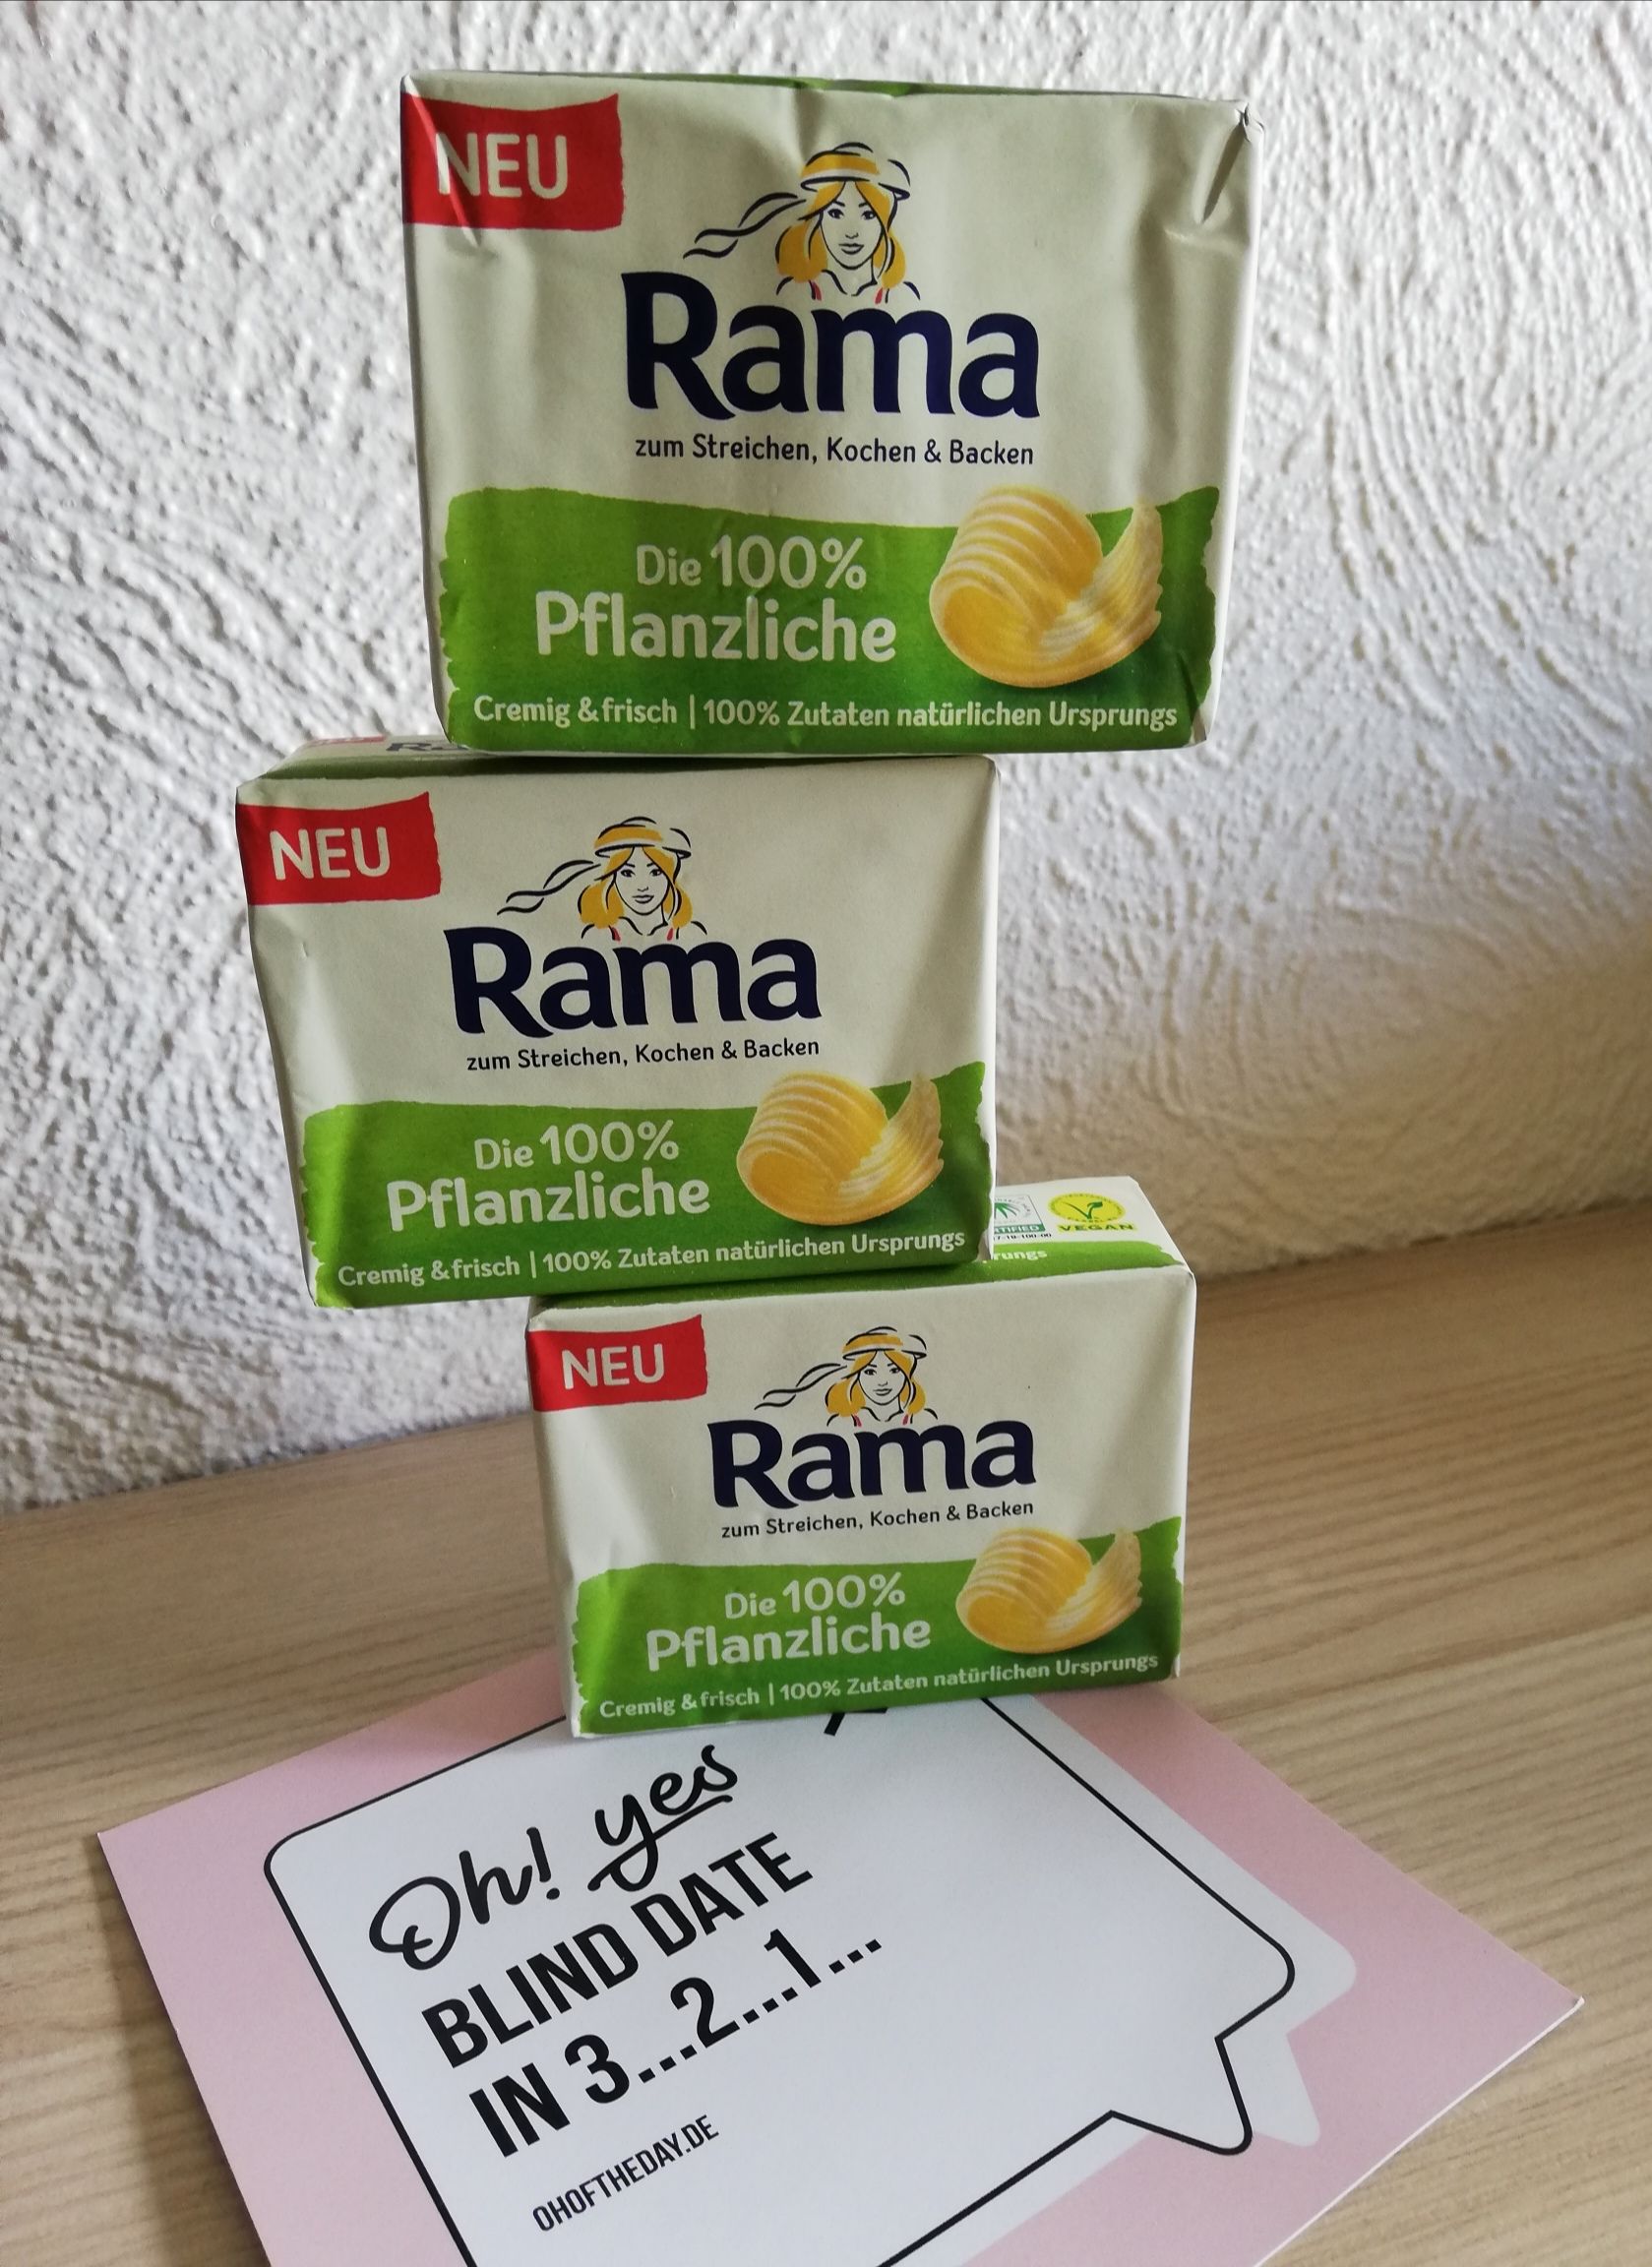 NEU
Rama
zum Streichen, Kochen & Backen
Die 100%
Pflanzliche
Cremig & frisch | 100% Zutaten natürlichen Ursprungs
NEU
Rama
zum Streichen, Kochen & Backen
Die 100%
Pflanzliche
Cremig & frisch | 100% Zutaten natürlichen Ursprungs
VEGAN
NEU
Rama
zum Streichen, Kochen & Backen
Die 100%
Pflanzliche
Cremig & frisch | 100% Zutaten natürlichen Ursprungs
Oh! yes
BLIND DATE
IN 3...2...1...
OHOFTHEDAY.DE